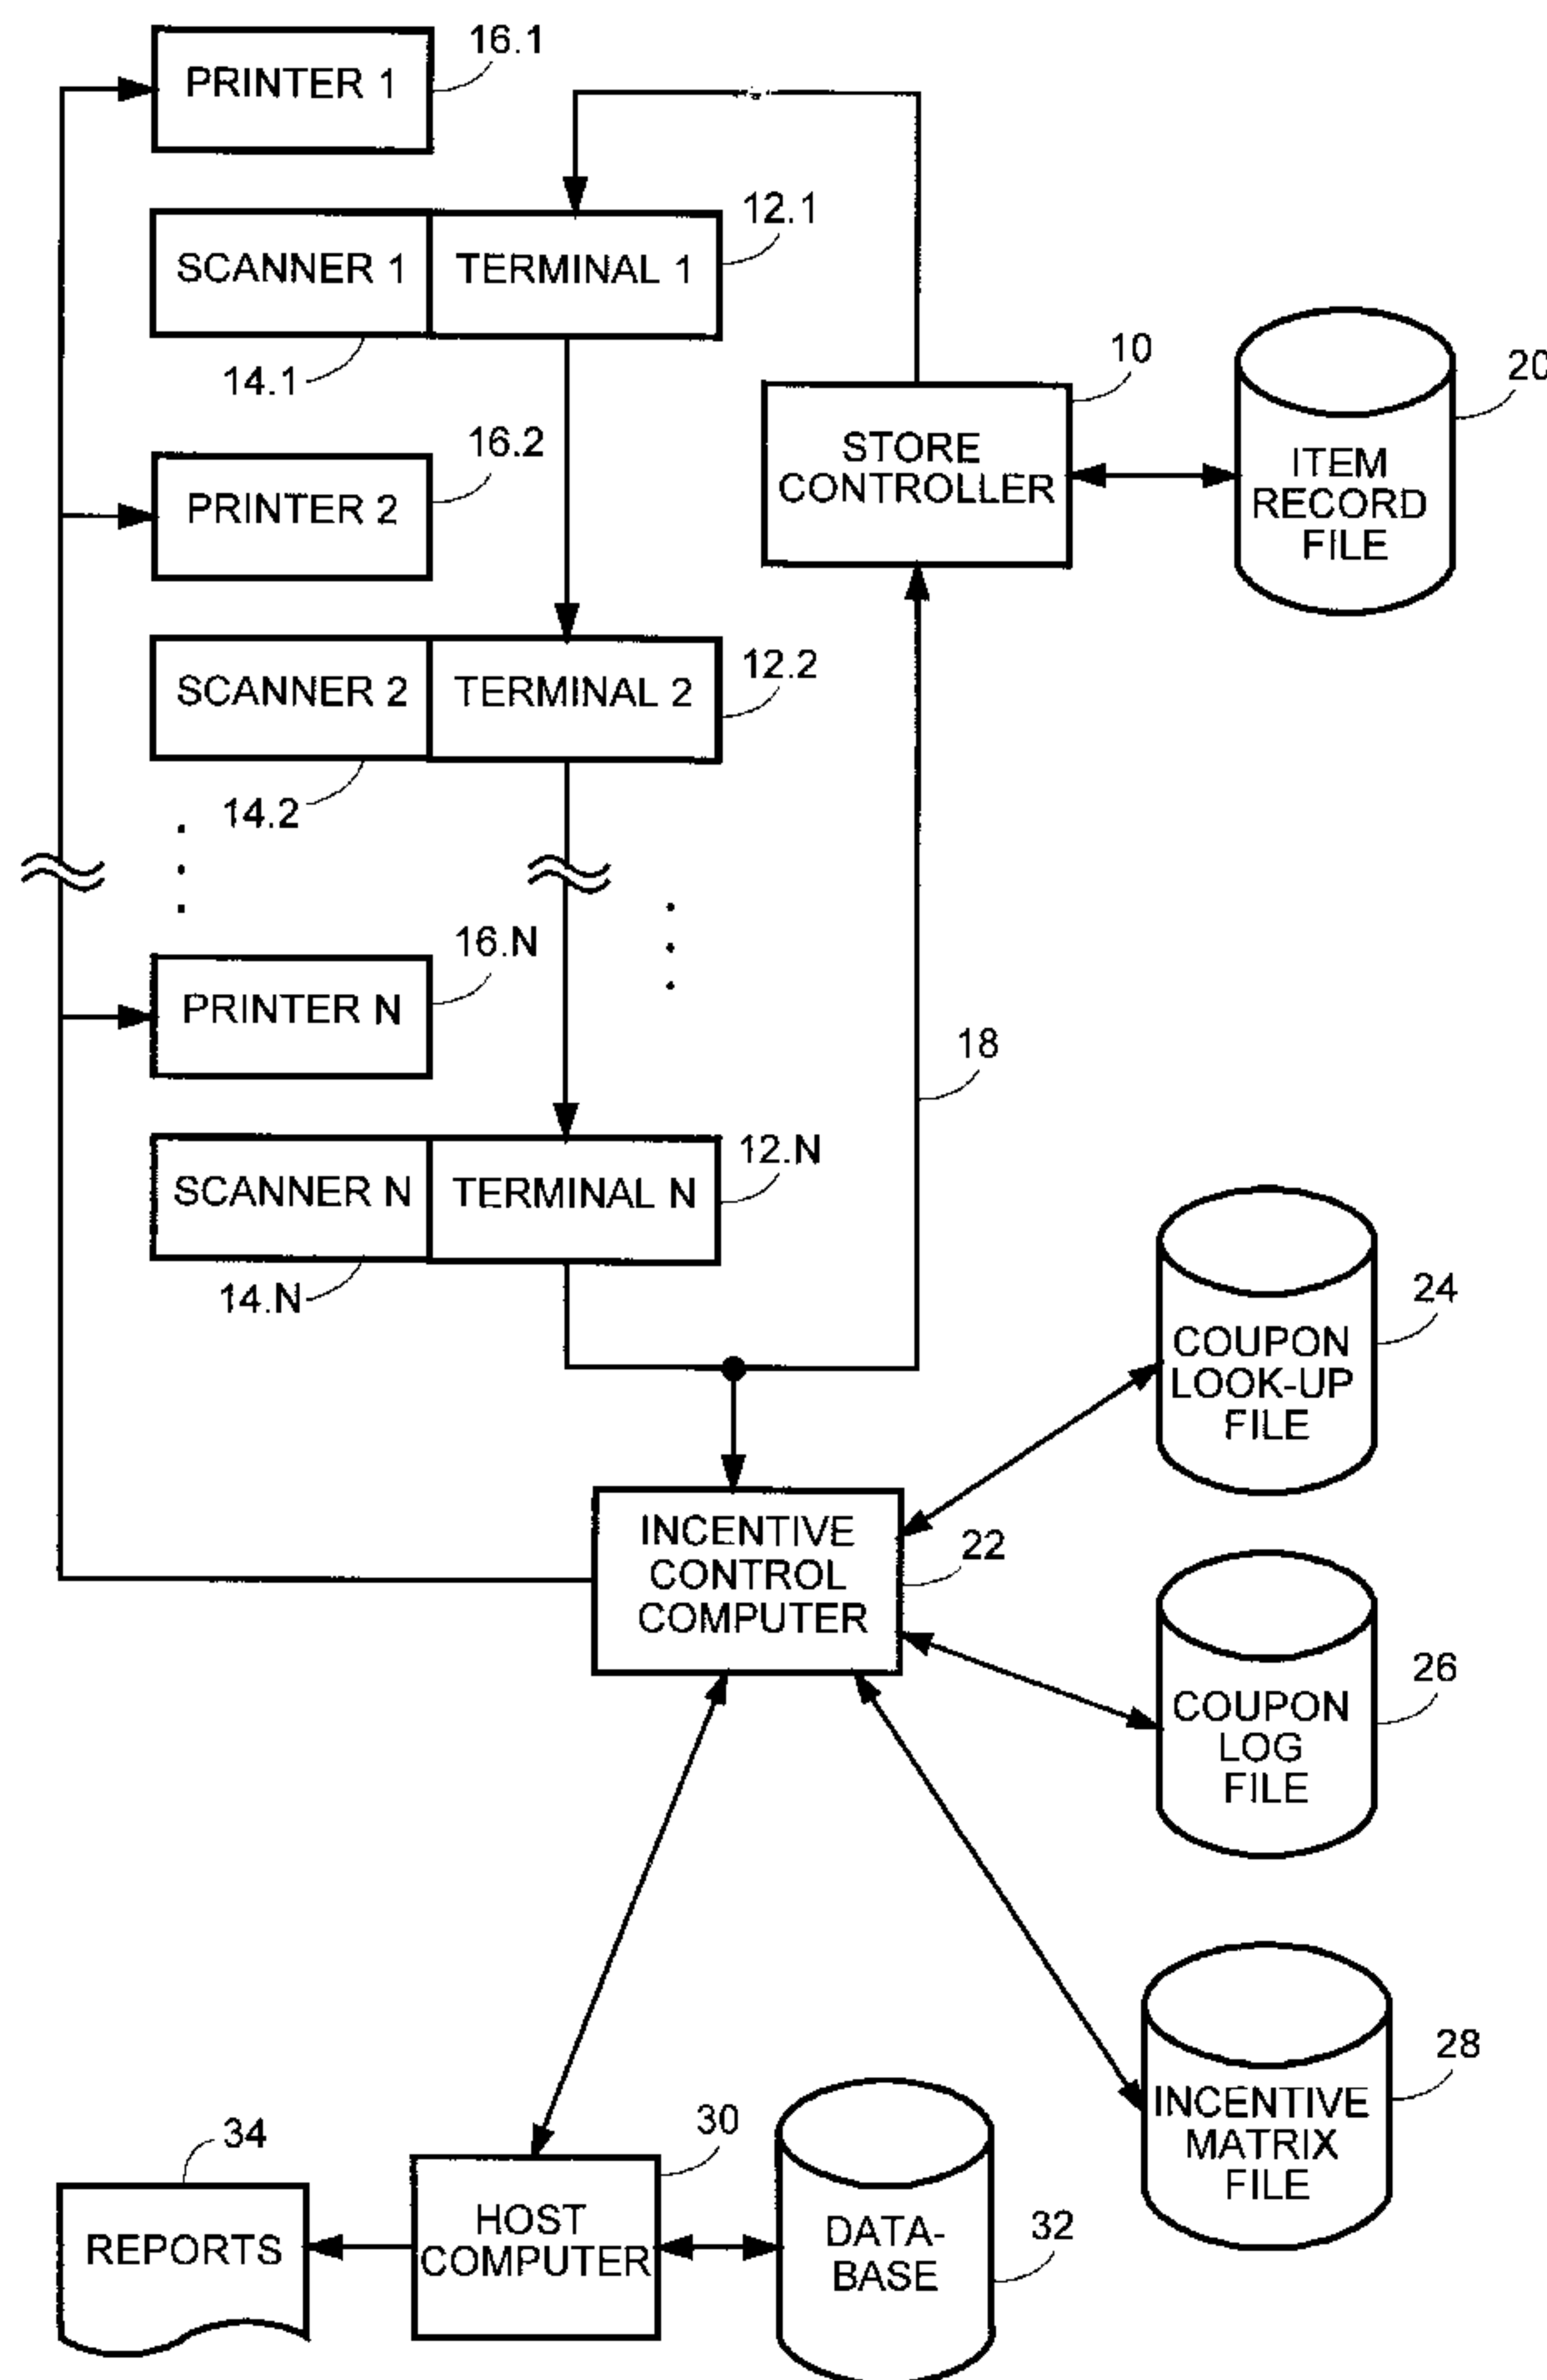 PRINTER 1
16.1
SCANNER 1
TERMINAL 1
12.1
14.1
10
STORE
CONTROLLER
20
ITEM
RECORD
FILE
16.2
PRINTER 2
SCANNER 2
TERMINAL 2
12.2
14.2
16.N
PRINTER N
18
SCANNER N
TERMINAL N
12.N
14.N
24
COUPON
LOOK-UP
FILE
INCENTIVE
CONTROL
COMPUTER
22
26
COUPON
LOG
FILE
28
INCENTIVE
MATRIX
FILE
34
REPORTS
30
HOST
COMPUTER
DATA-
BASE
32